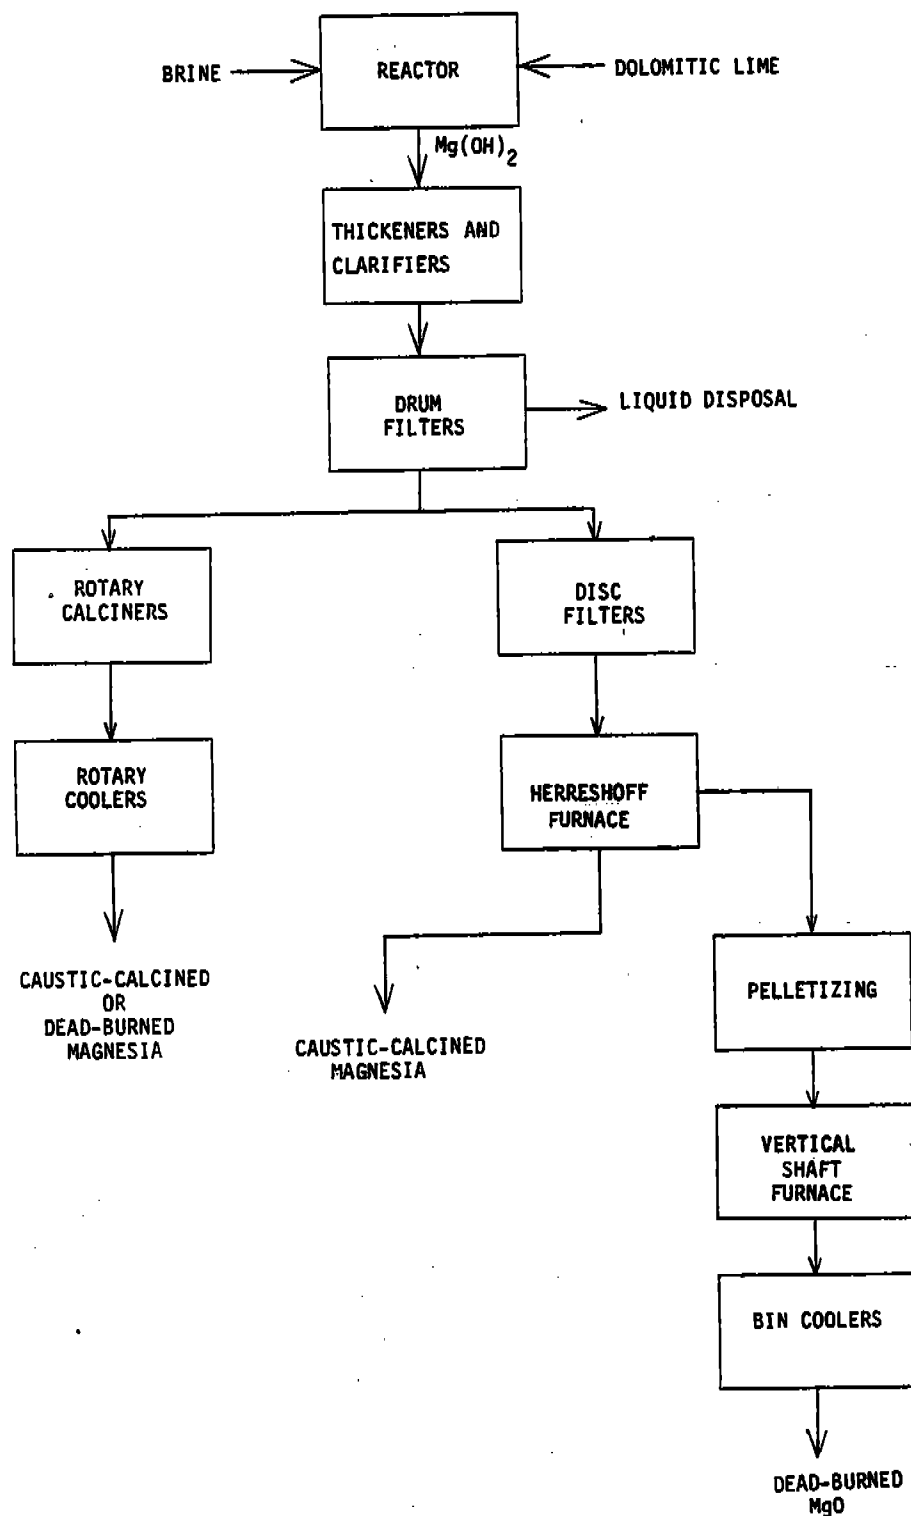 BRINE
REACTOR
DOLOMITIC LIME
Mg(OH)2
THICKENERS AND
CLARIFIERS
DRUM
FILTERS
LIQUID DISPOSAL
ROTARY
CALCINERS
DISC
FILTERS
ROTARY
COOLERS
HERRESHOFF
FURNACE
CAUSTIC-CALCINED
OR
DEAD-BURNED
MAGNESIA
CAUSTIC-CALCINED
MAGNESIA
PELLETIZING
VERTICAL
SHAFT
FURNACE
BIN COOLERS
DEAD-BURNED
MgO